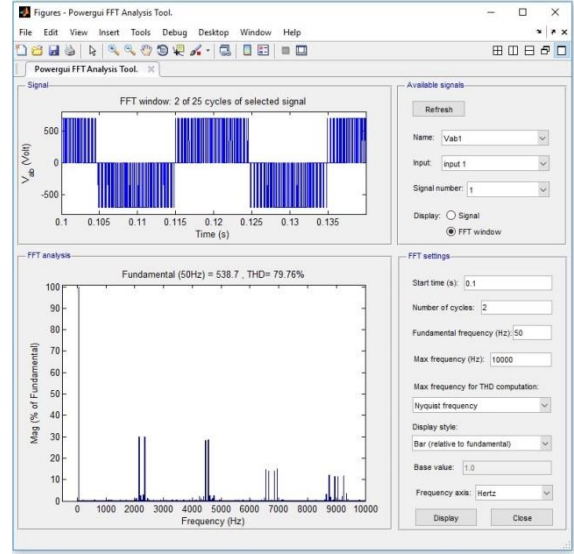 Figures - Powergui FFT Analysis Tool.
File Edit View Insert Tools Debug Desktop Window Help
Powergui FFT Analysis Tool.
Signal
FFT window: 2 of 25 cycles of selected signal
500
0
-500
Vab (Volt)
0.1 0.105 0.11 0.115 0.12 0.125 0.13 0.135
Time (s)
FFT analysis
Fundamental (50Hz) = 538.7 , THD= 79.76%
100
90
80
70
60
50
40
30
20
10
0
Mag (% of Fundamental)
0 1000 2000 3000 4000 5000 6000 7000 8000 9000 10000
Frequency (Hz)
Available signals
Refresh
Name: Vab1
Input: input 1
Signal number: 1
Display: Signal
FFT window
FFT settings
Start time (s): 0.1
Number of cycles: 2
Fundamental frequency (Hz): 50
Max frequency (Hz): 10000
Max frequency for THD computation:
Nyquist frequency
Display style:
Bar (relative to fundamental)
Base value: 1.0
Frequency axis: Hertz
Display Close